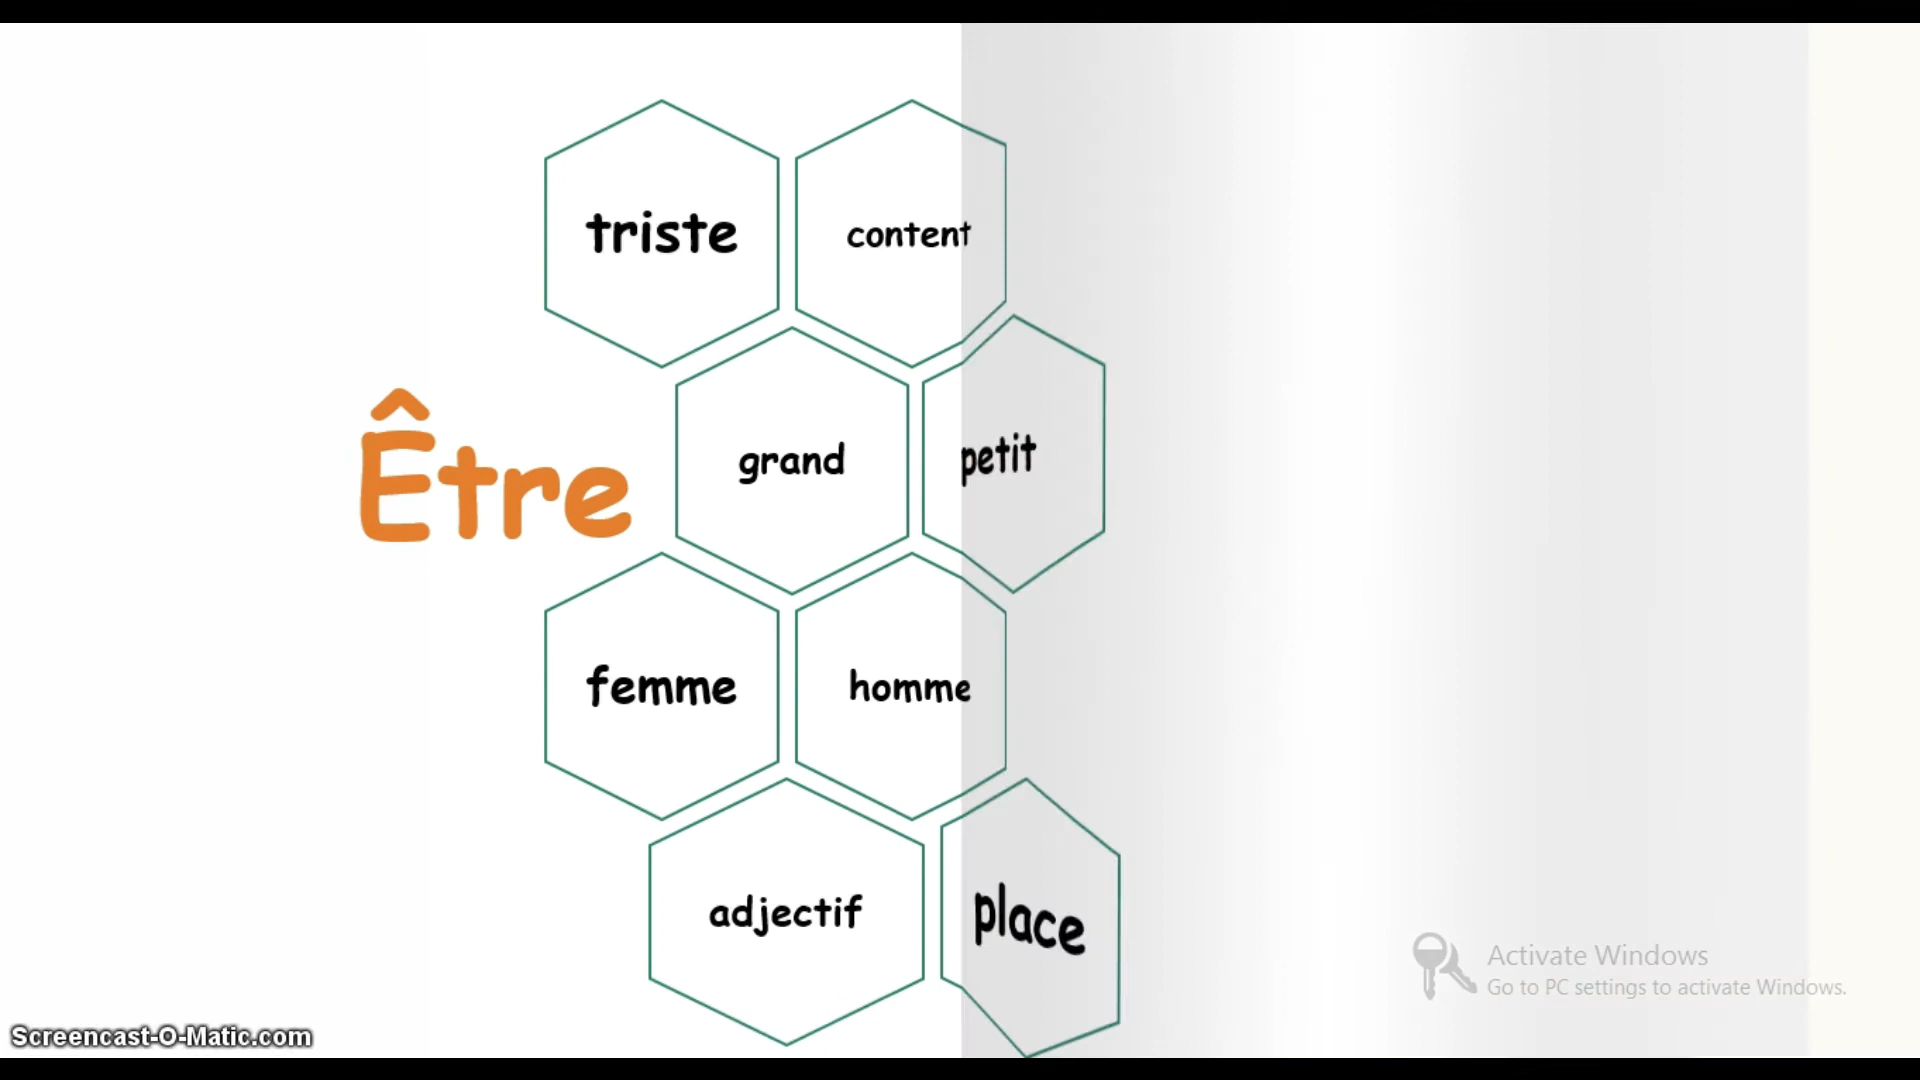 triste
content
Être
grand
petit
femme
homme
adjectif
place
Activate Windows
Go to PC settings to activate Windows.
Screencast-O-Matic.com